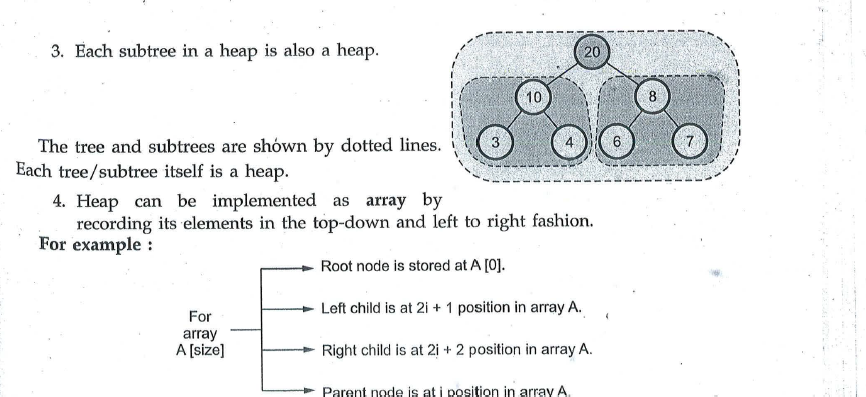 3. Each subtree in a heap is also a heap.
20
10
8
3
4
6
7
The tree and subtrees are shown by dotted lines.
Each tree/subtree itself is a heap.
4. Heap can be implemented as array by
recording its elements in the top-down and left to right fashion.
For example :
Root node is stored at A [0].
Left child is at 2i + 1 position in array A.
For
array
A [size]
Right child is at 2i + 2 position in array A.
Parent node is at i position in array A.